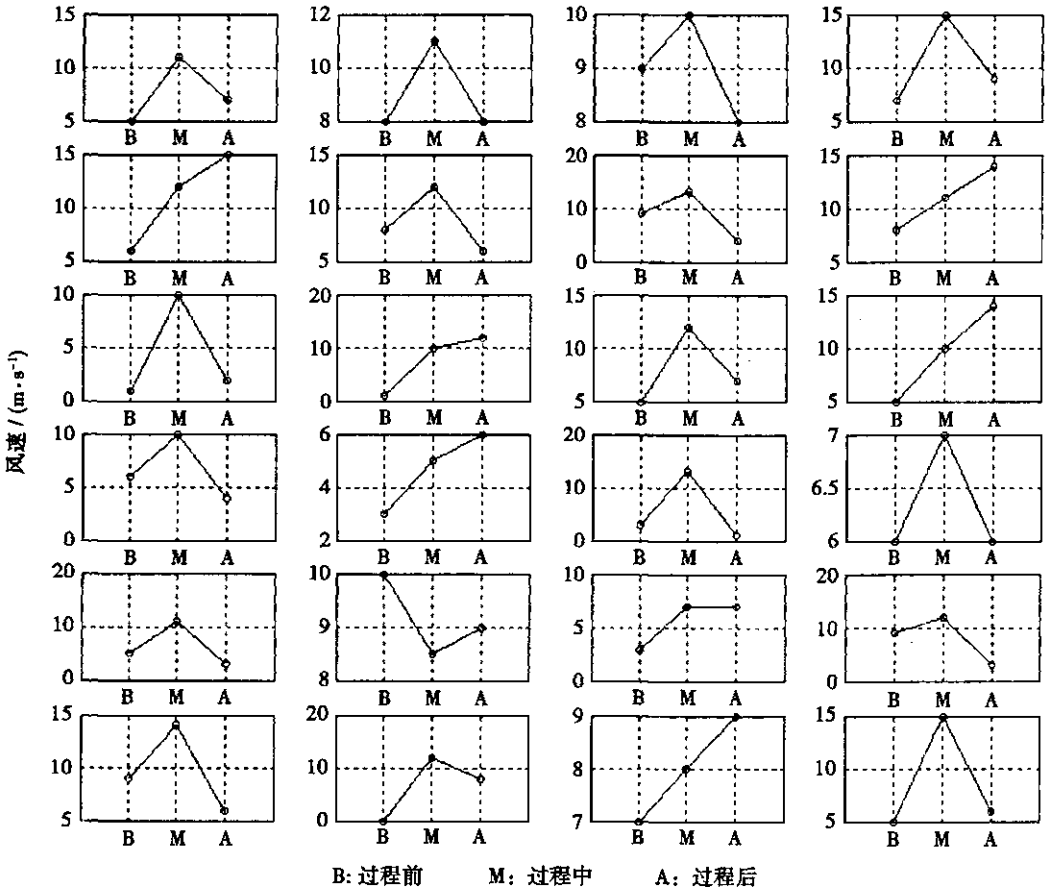 15 12 10 15
10 10 9 10
5 8 8 5
B M A B M A B M A B M A
15 15 20 15
10 10 10 10
5 5 0 5
B M A B M A B M A B M A
10 20 15 15
5 10 10 10
0 0 5 5
B M A B M A B M A B M A
风速 / (m·s⁻¹)
10 6 20 7
5 4 10 6.5
0 2 0 6
B M A B M A B M A B M A
20 10 10 20
10 9 5 10
0 8 0 0
B M A B M A B M A B M A
15 20 9 15
10 10 8 10
5 0 7 5
B M A B M A B M A B M A
B: 过程前 M: 过程中 A: 过程后